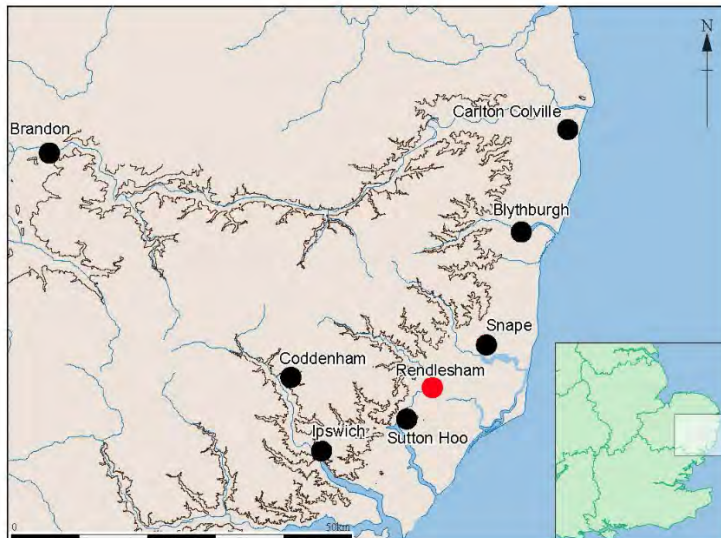 N
Carlton Colville
Brandon
Blythburgh
Snape
Coddenham
Rendlesham
Ipswich
Sutton Hoo
0
50km